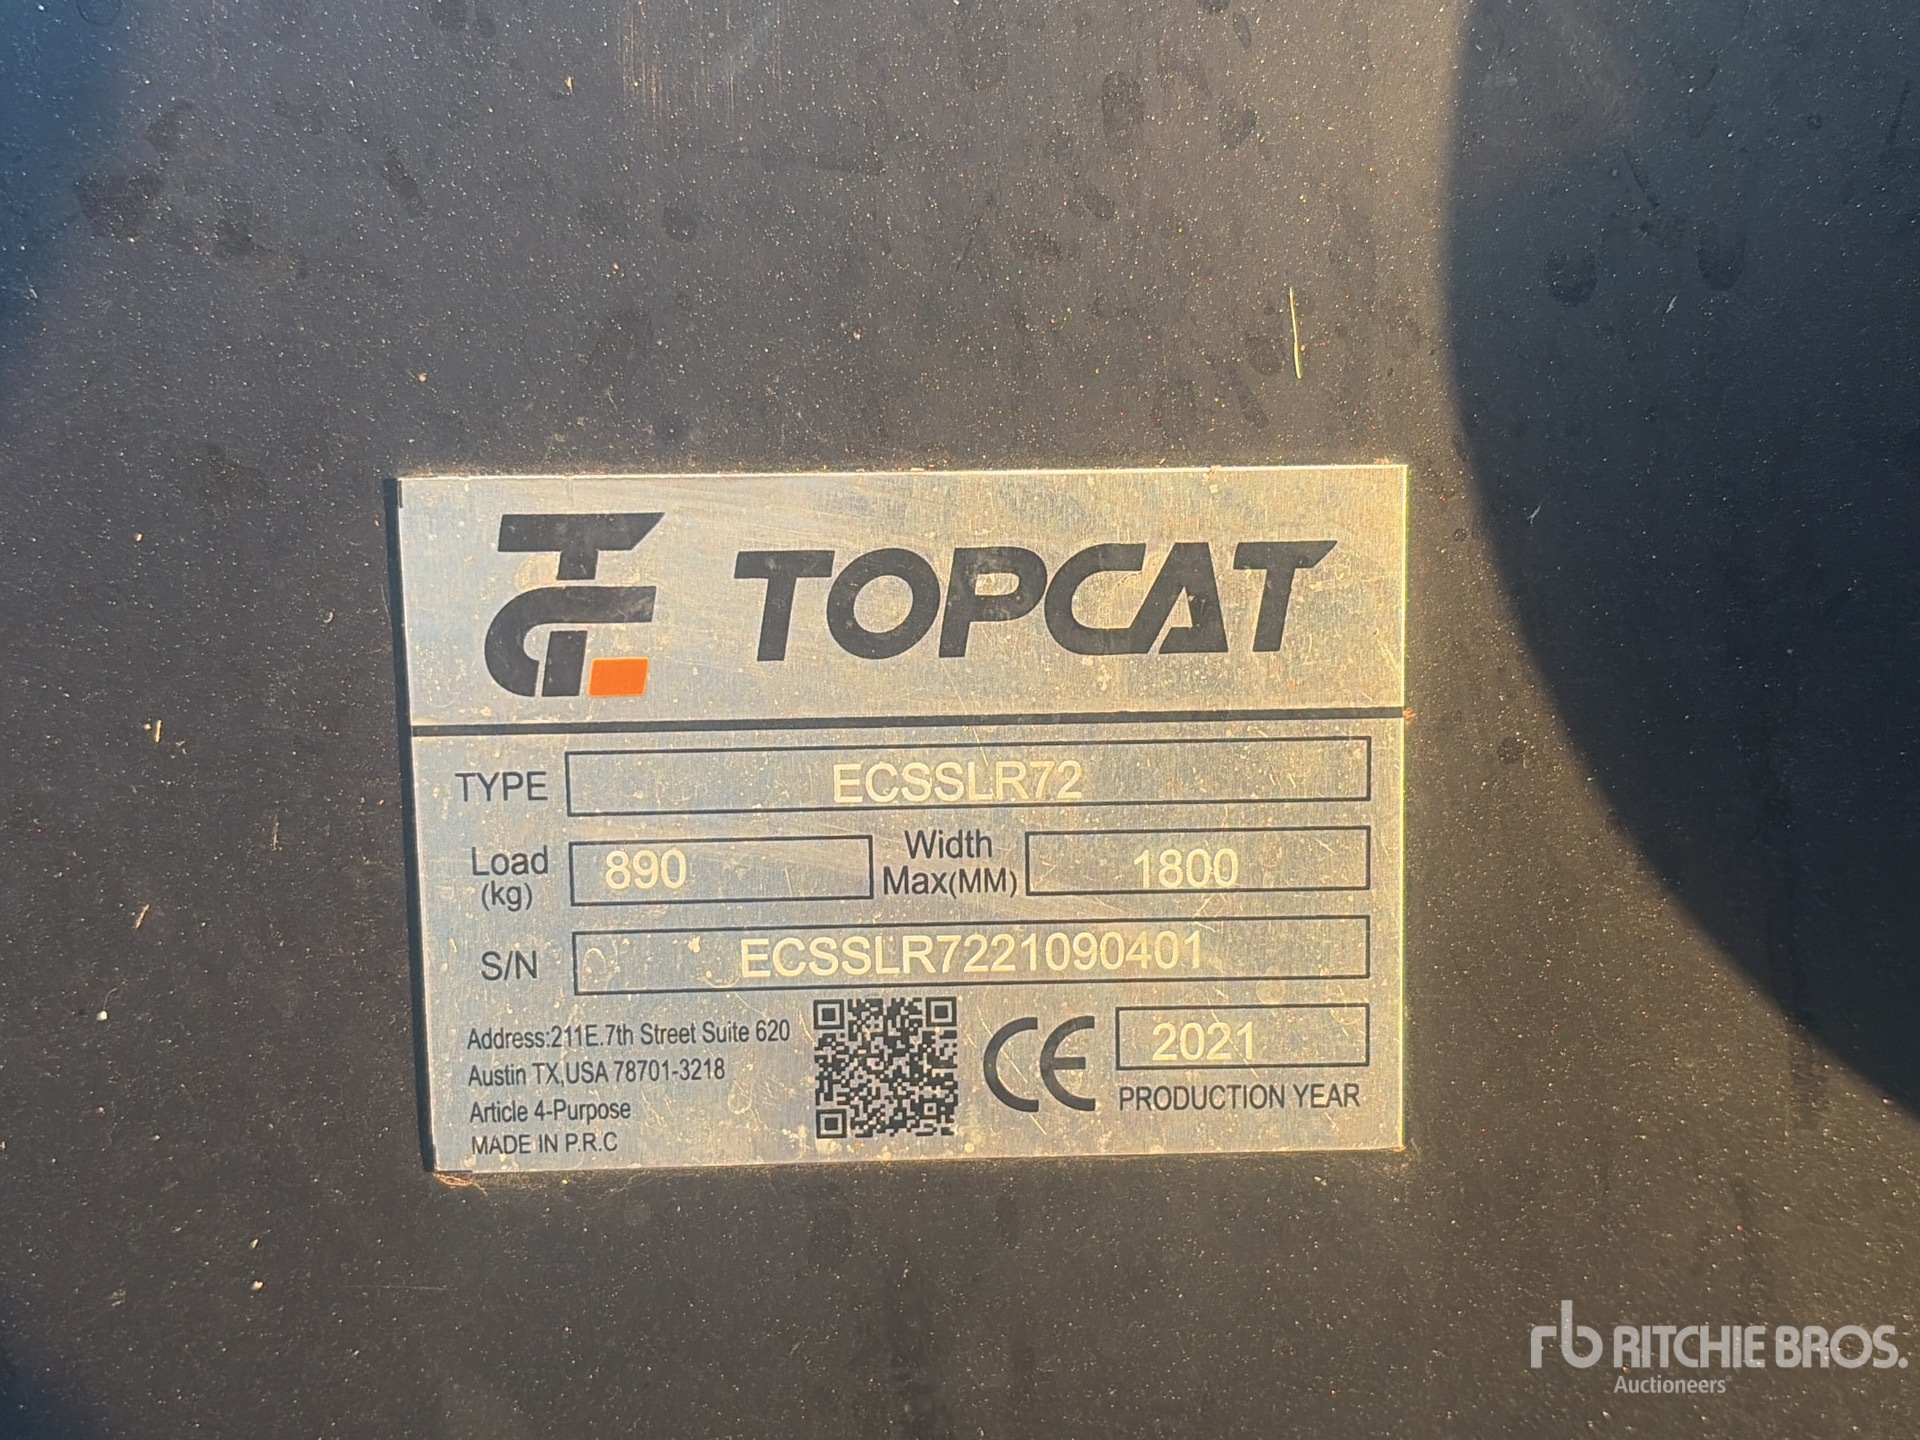 TOPCAT
TYPE ECSSLR72
Load (kg) 890 Width Max(MM) 1800
S/N ECSSLR7221090401
Address:211E.7th Street Suite 620
Austin TX,USA 78701-3218
Article 4-Purpose
MADE IN P.R.C
CE
2021
PRODUCTION YEAR
rb RITCHIE BROS.
Auctioneers